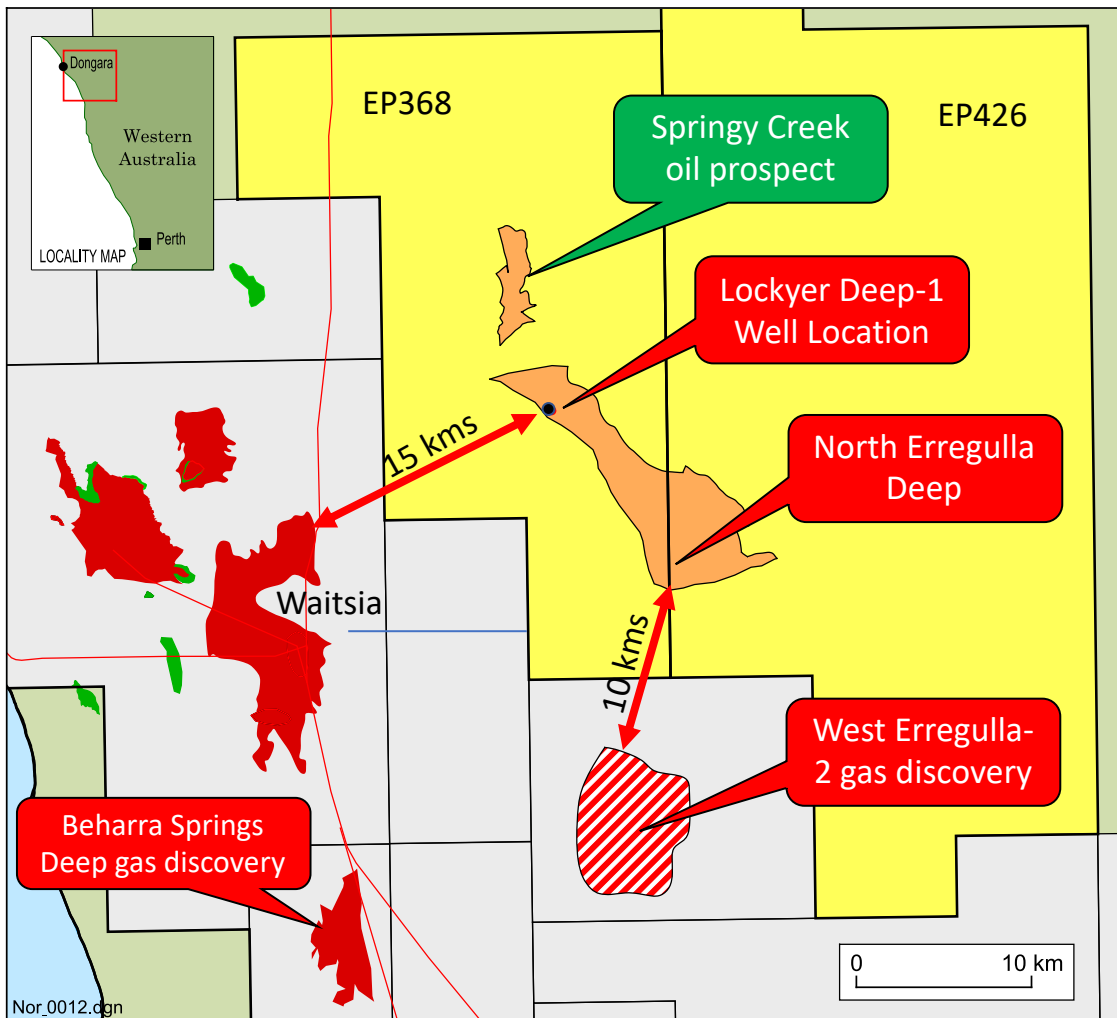 Dongara
Western
Australia
Perth
LOCALITY MAP
EP368
EP426
Springy Creek
oil prospect
Lockyer Deep-1
Well Location
15 kms
North Erregulla
Deep
Waitsia
10 kms
West Erregulla-
2 gas discovery
Beharra Springs
Deep gas discovery
0
10 km
Nor_0012.dgn